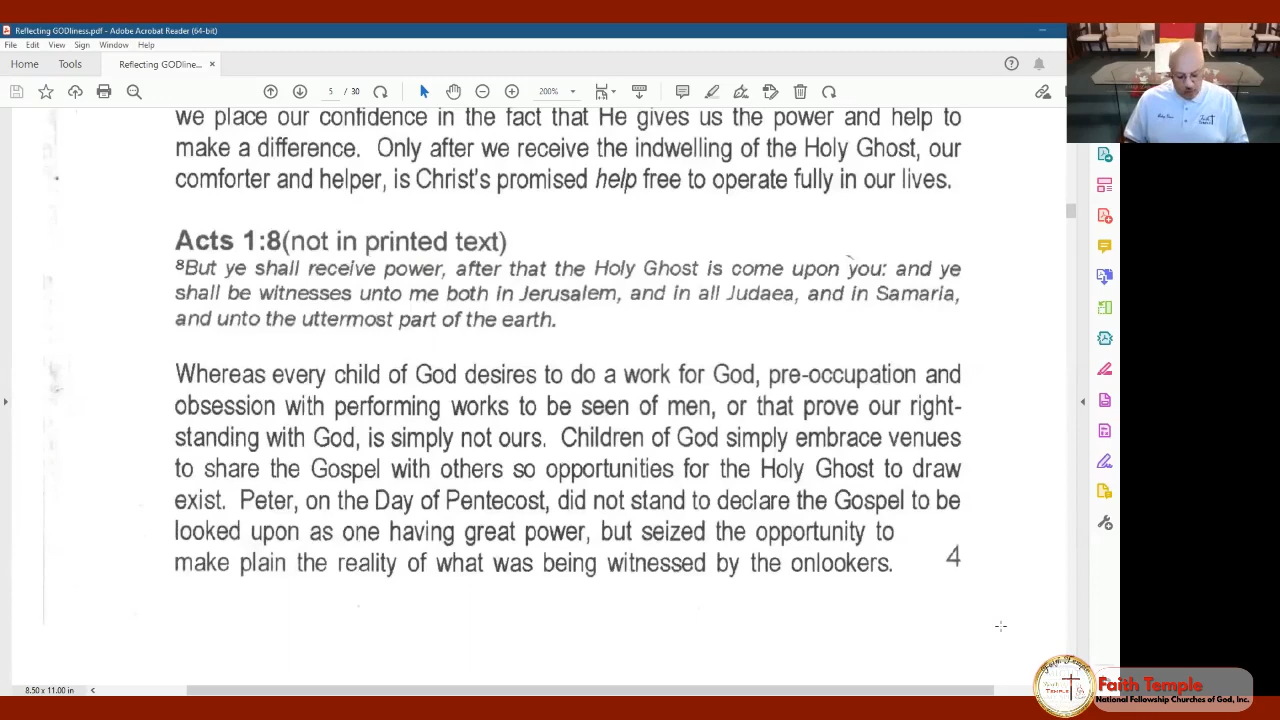 Reflecting GODliness.pdf - Adobe Acrobat Reader (64-bit)
File Edit View Sign Window Help
Home Tools Reflecting GODline... ×
5 / 30 200%
we place our confidence in the fact that He gives us the power and help to
make a difference. Only after we receive the indwelling of the Holy Ghost, our
comforter and helper, is Christ's promised help free to operate fully in our lives.
Acts 1:8(not in printed text)
8But ye shall receive power, after that the Holy Ghost is come upon you: and ye
shall be witnesses unto me both in Jerusalem, and in all Judaea, and in Samaria,
and unto the uttermost part of the earth.
Whereas every child of God desires to do a work for God, pre-occupation and
obsession with performing works to be seen of men, or that prove our right-
standing with God, is simply not ours. Children of God simply embrace venues
to share the Gospel with others so opportunities for the Holy Ghost to draw
exist. Peter, on the Day of Pentecost, did not stand to declare the Gospel to be
looked upon as one having great power, but seized the opportunity to
make plain the reality of what was being witnessed by the onlookers.
4
8.50 x 11.00 in
Faith Temple
Faith Temple
National Fellowship Churches of God, Inc.